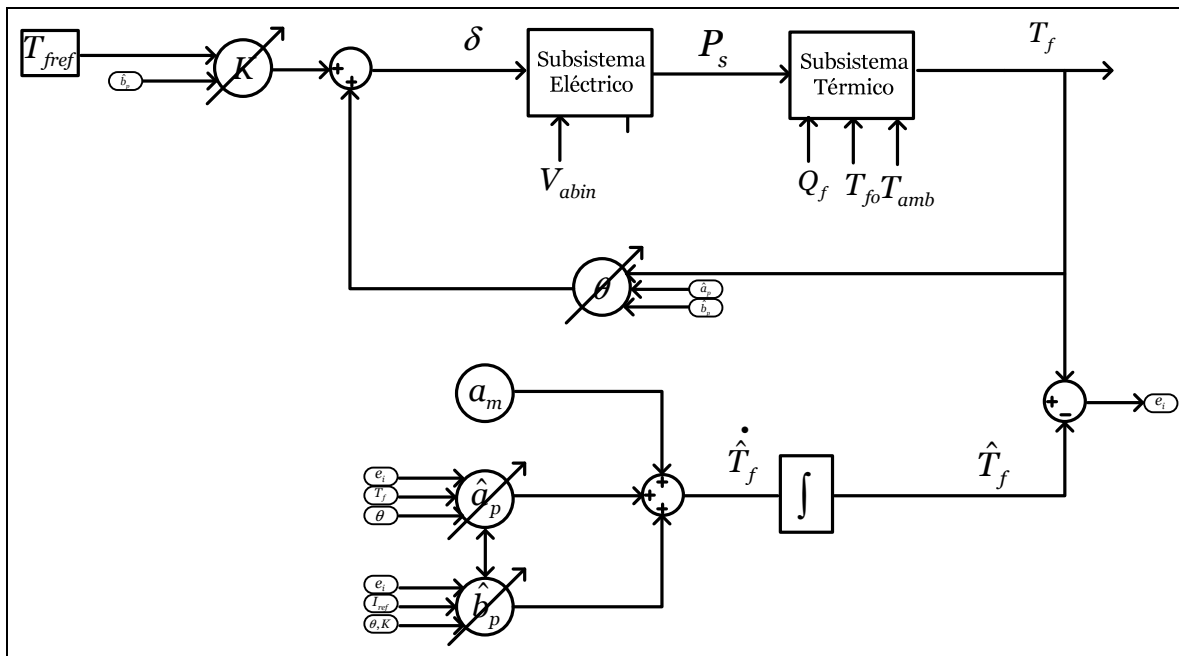 T_fref
b̂_p
K
+
+
δ
Subsistema
Eléctrico
V_abin
P_s
Subsistema
Térmico
Q_f
T_fo
T_amb
T_f
θ
â_p
b̂_p
a_m
+
−
e_i
e_i
T_f
θ
â_p
+
+
+
T̂̇_f
∫
T̂_f
e_i
I_ref
θ,K
b̂_p